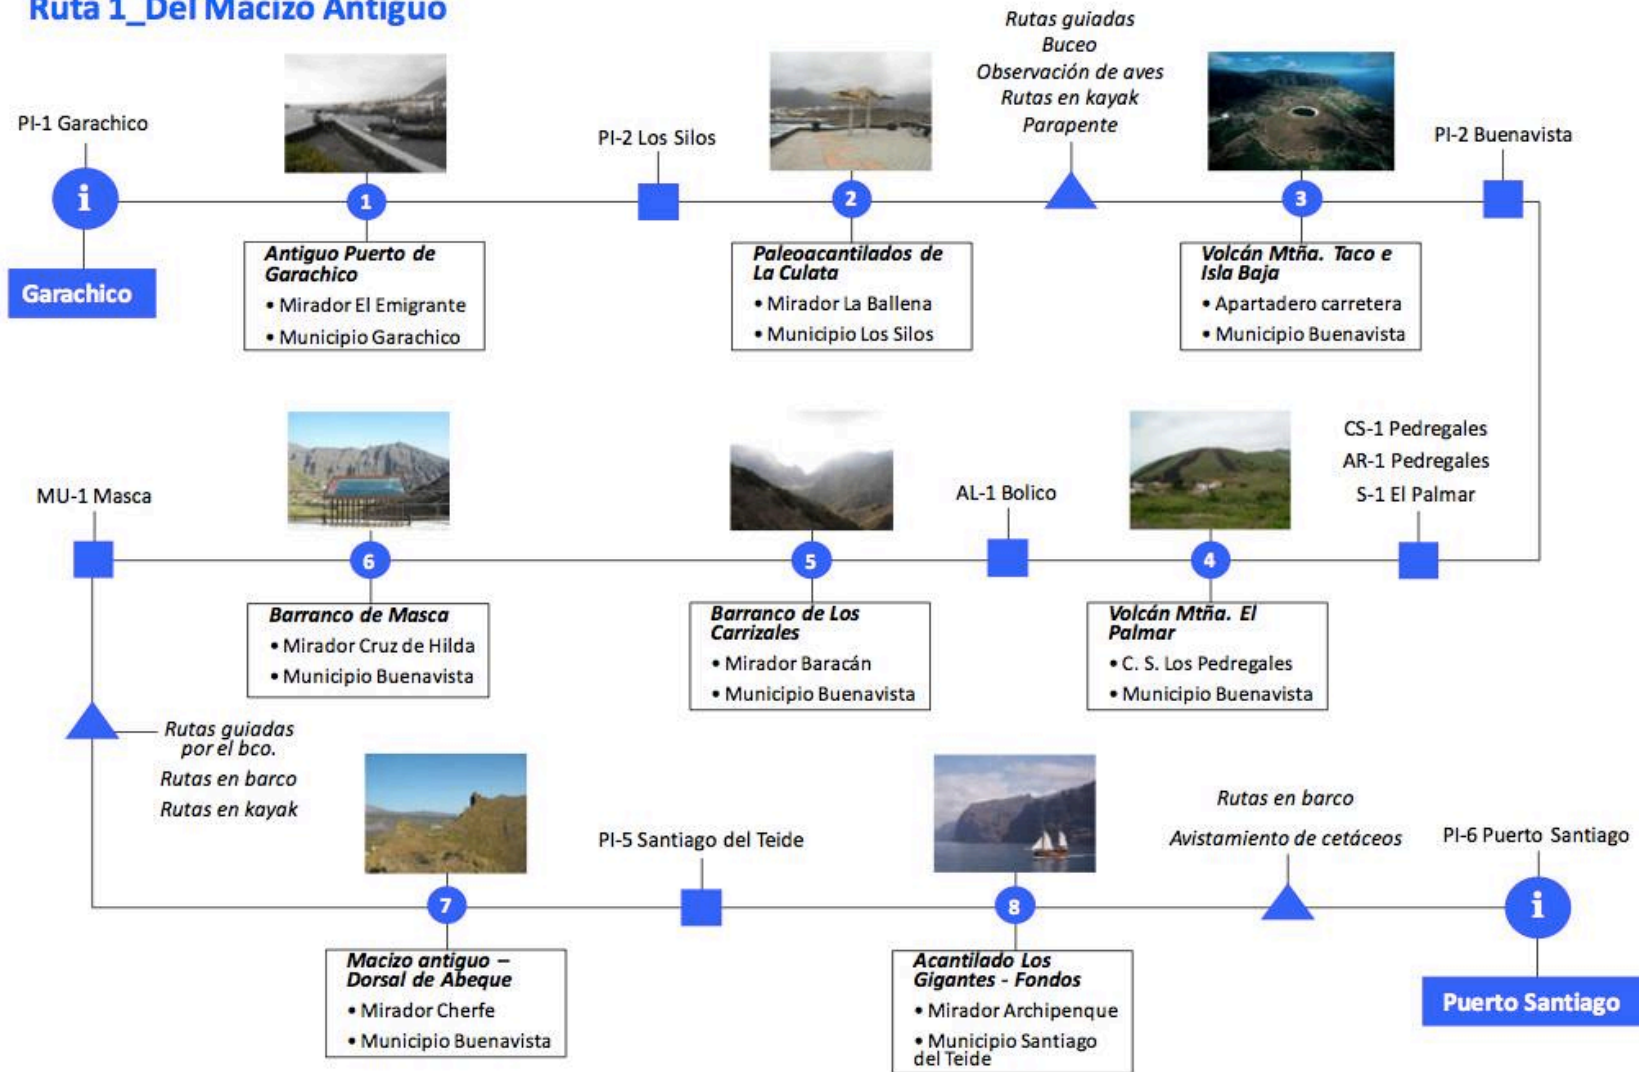 Ruta 1_Del Macizo Antiguo
PI-1 Garachico
i
Garachico
1
Antiguo Puerto de
Garachico
• Mirador El Emigrante
• Municipio Garachico
PI-2 Los Silos
2
Paleoacantilados de
La Culata
• Mirador La Ballena
• Municipio Los Silos
Rutas guiadas
Buceo
Observación de aves
Rutas en kayak
Parapente
3
Volcán Mtña. Taco e
Isla Baja
• Apartadero carretera
• Municipio Buenavista
PI-2 Buenavista
CS-1 Pedregales
AR-1 Pedregales
S-1 El Palmar
4
Volcán Mtña. El
Palmar
• C. S. Los Pedregales
• Municipio Buenavista
AL-1 Bolico
5
Barranco de Los
Carrizales
• Mirador Baracán
• Municipio Buenavista
6
Barranco de Masca
• Mirador Cruz de Hilda
• Municipio Buenavista
MU-1 Masca
Rutas guiadas
por el bco.
Rutas en barco
Rutas en kayak
7
Macizo antiguo –
Dorsal de Abeque
• Mirador Cherfe
• Municipio Buenavista
PI-5 Santiago del Teide
8
Acantilado Los
Gigantes - Fondos
• Mirador Archipenque
• Municipio Santiago
del Teide
Rutas en barco
Avistamiento de cetáceos
PI-6 Puerto Santiago
i
Puerto Santiago